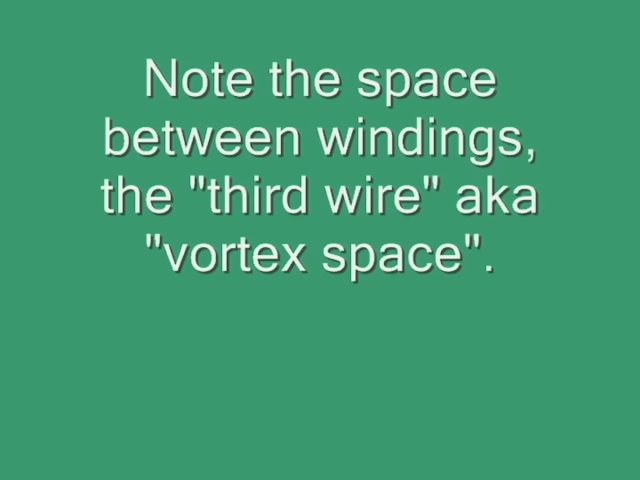 Note the space
between windings,
the "third wire" aka
"vortex space".